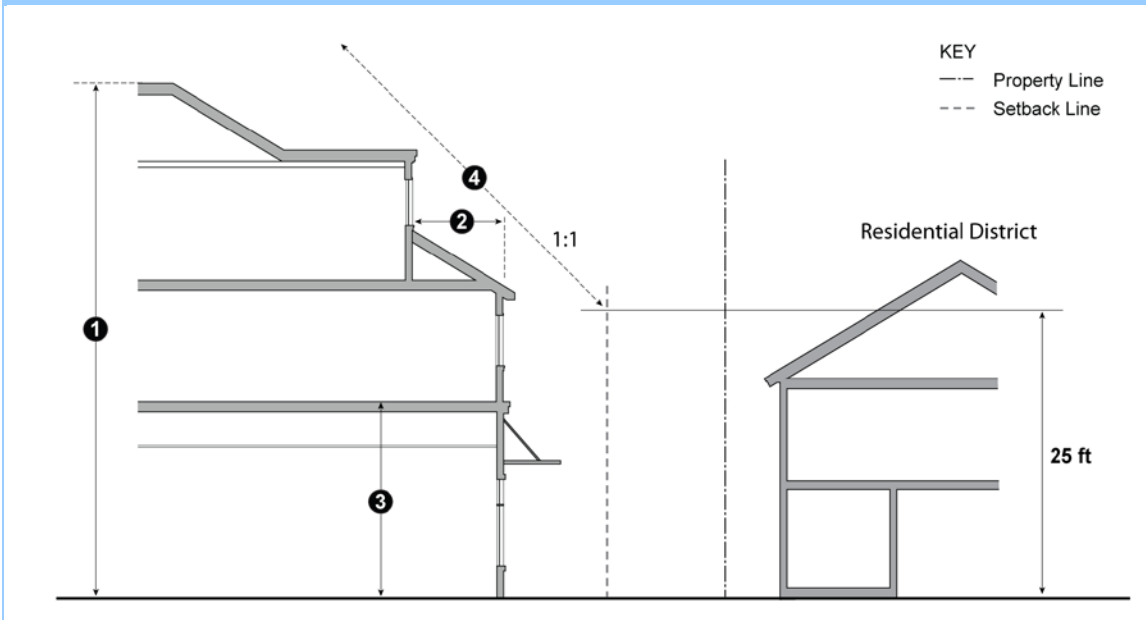 KEY
Property Line
Setback Line
4
2
1:1
Residential District
1
25 ft
3